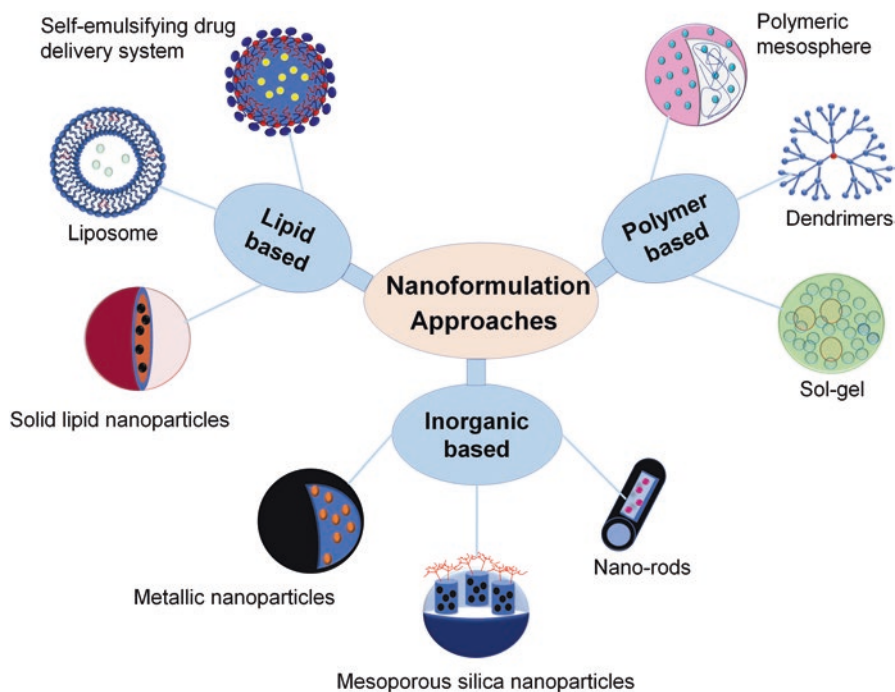 Self-emulsifying drug
delivery system
Polymeric
mesosphere
Liposome
Lipid
based
Polymer
based
Dendrimers
Nanoformulation
Approaches
Solid lipid nanoparticles
Sol-gel
Inorganic
based
Metallic nanoparticles
Nano-rods
Mesoporous silica nanoparticles